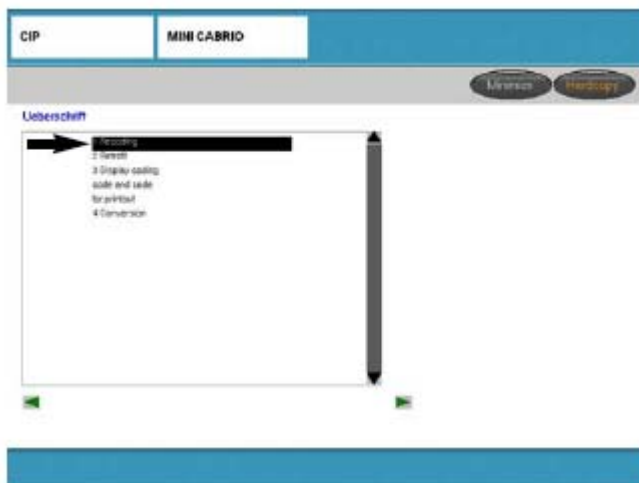 CIP
MINI CABRIO
Minimize Hardcopy
Ueberschrift
1 Recoding
2 Retrofit
3 Display coding
code and code
for printout
4 Conversion